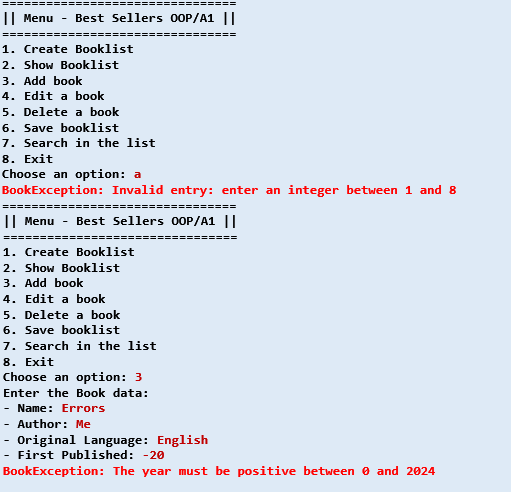 ================================
|| Menu - Best Sellers OOP/A1 ||
================================
1. Create Booklist
2. Show Booklist
3. Add book
4. Edit a book
5. Delete a book
6. Save booklist
7. Search in the list
8. Exit
Choose an option: a
BookException: Invalid entry: enter an integer between 1 and 8
================================
|| Menu - Best Sellers OOP/A1 ||
================================
1. Create Booklist
2. Show Booklist
3. Add book
4. Edit a book
5. Delete a book
6. Save booklist
7. Search in the list
8. Exit
Choose an option: 3
Enter the Book data:
- Name: Errors
- Author: Me
- Original Language: English
- First Published: -20
BookException: The year must be positive between 0 and 2024